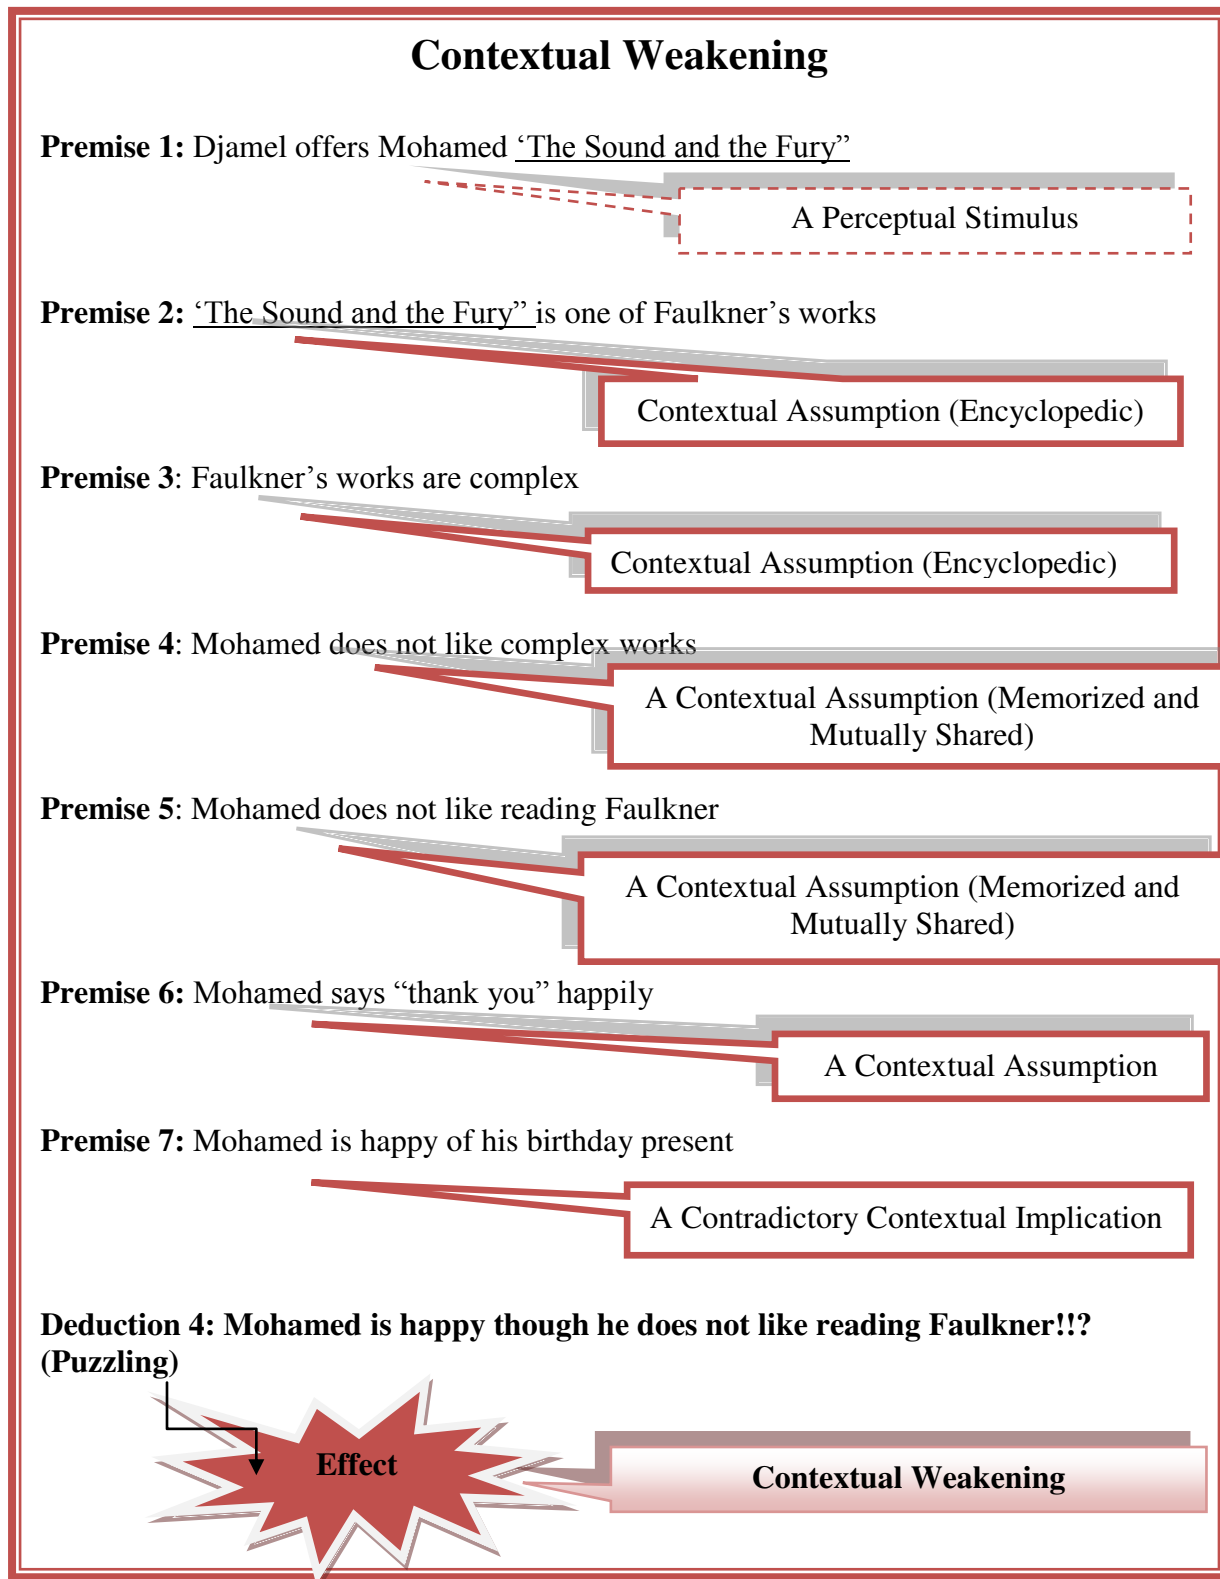 Contextual Weakening
Premise 1: Djamel offers Mohamed ‘The Sound and the Fury”
A Perceptual Stimulus
Premise 2: ‘The Sound and the Fury” is one of Faulkner’s works
Contextual Assumption (Encyclopedic)
Premise 3: Faulkner’s works are complex
Contextual Assumption (Encyclopedic)
Premise 4: Mohamed does not like complex works
A Contextual Assumption (Memorized and
Mutually Shared)
Premise 5: Mohamed does not like reading Faulkner
A Contextual Assumption (Memorized and
Mutually Shared)
Premise 6: Mohamed says “thank you” happily
A Contextual Assumption
Premise 7: Mohamed is happy of his birthday present
A Contradictory Contextual Implication
Deduction 4: Mohamed is happy though he does not like reading Faulkner!!?
(Puzzling)
Effect
Contextual Weakening